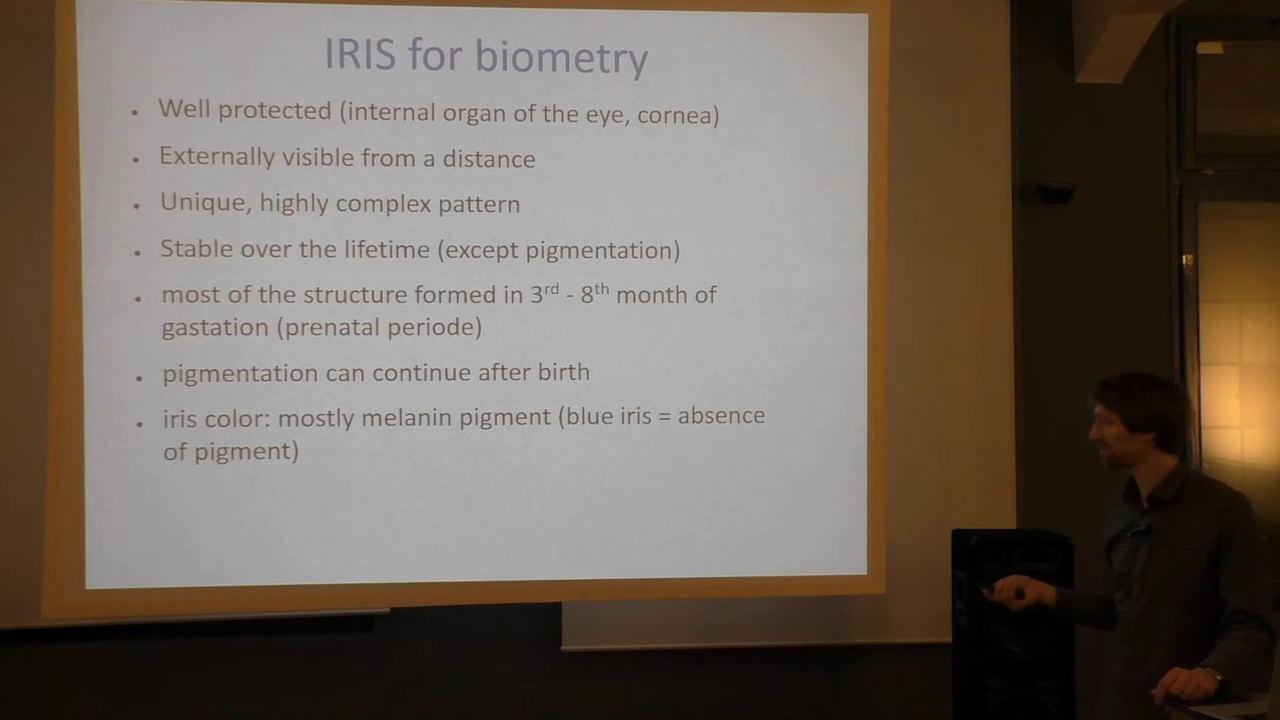 IRIS for biometry
• Well protected (internal organ of the eye, cornea)
• Externally visible from a distance
• Unique, highly complex pattern
• Stable over the lifetime (except pigmentation)
• most of the structure formed in 3rd - 8th month of
gastation (prenatal periode)
• pigmentation can continue after birth
• iris color: mostly melanin pigment (blue iris = absence
of pigment)